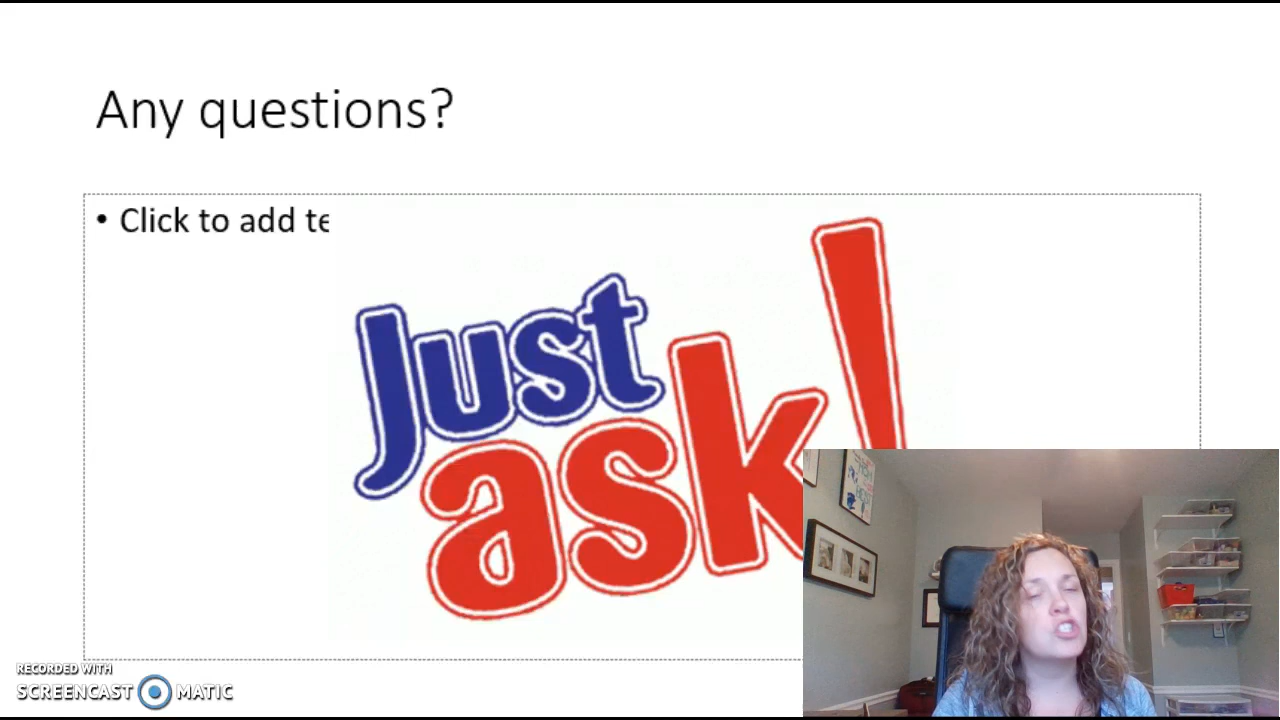 Any questions?
• Click to add te
Just
ask!
RECORDED WITH
SCREENCAST MATIC